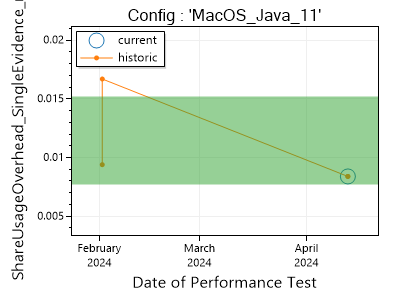 Config : 'MacOS_Java_11'
ShareUsageOverhead_SingleEvidence_
current
historic
0.02
0.015
0.01
0.005
February
2024
March
2024
April
2024
Date of Performance Test